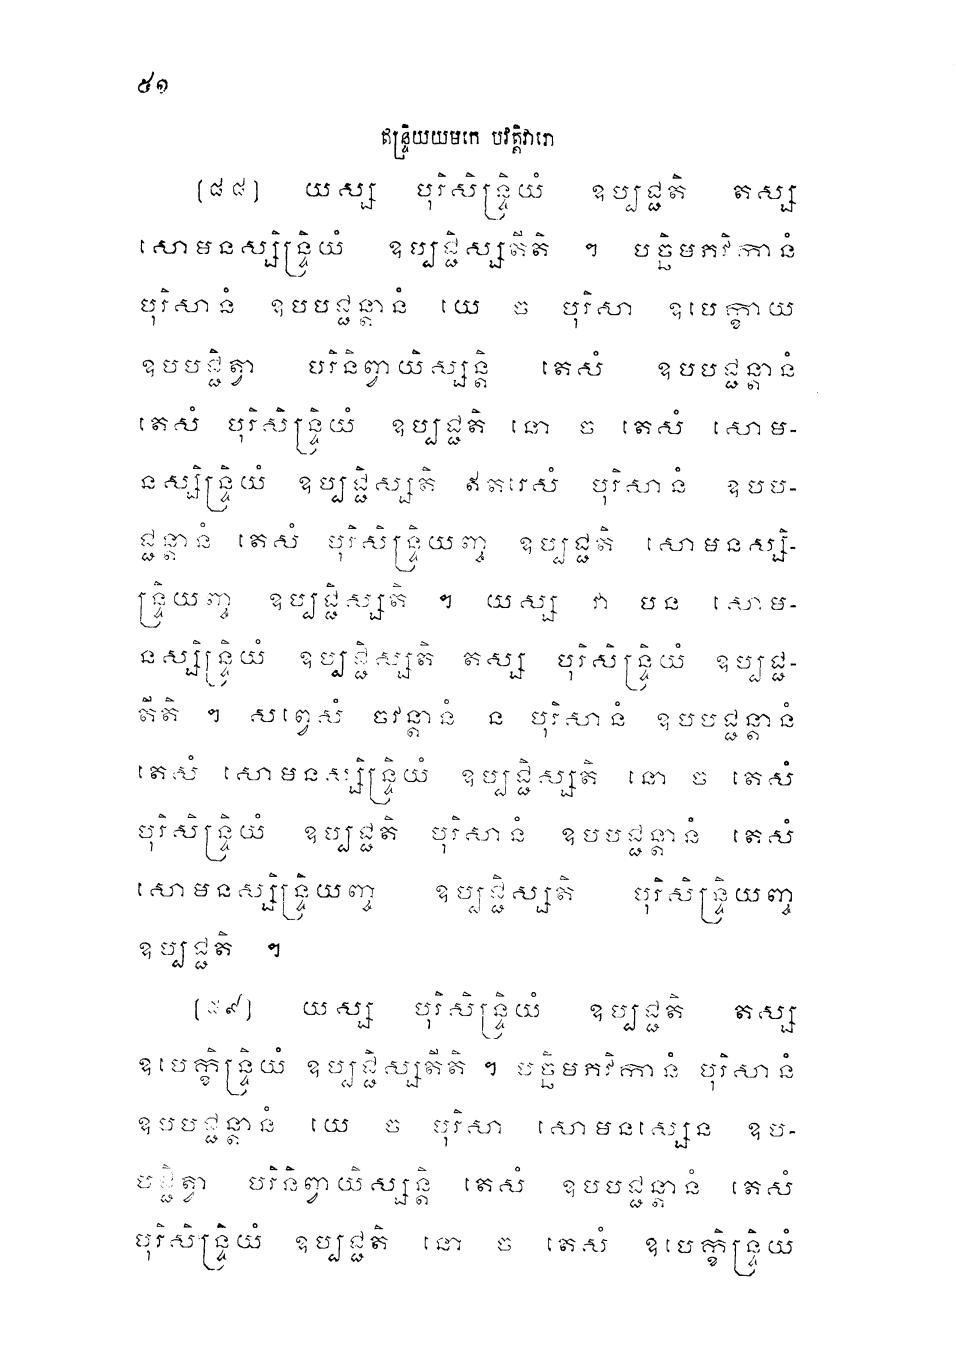 ៥១
ឥន្ទ្រិយយមកេ បវត្តិវារោ
(៨៨) យស្ស បុរិសិន្ទ្រិយំ ឧប្បជ្ជតិ តស្ស
សោមនស្សិន្ទ្រិយំ ឧប្បជ្ជិស្សតីតិ ។ បច្ឆិមភវិកានំ
បុរិសានំ ឧបបជ្ជន្តានំ យេ ច បុរិសា ឧបេក្ខាយ
ឧបបជ្ជិត្វា បរិនិព្វាយិស្សន្តិ តេសំ ឧបបជ្ជន្តានំ
តេសំ បុរិសិន្ទ្រិយំ ឧប្បជ្ជតិ នោ ច តេសំ សោម-
នស្សិន្ទ្រិយំ ឧប្បជ្ជិស្សតិ ឥតរេសំ បុរិសានំ ឧបប-
ជ្ជន្តានំ តេសំ បុរិសិន្ទ្រិយញ្ច ឧប្បជ្ជតិ សោមនស្សិ-
ន្ទ្រិយញ្ច ឧប្បជ្ជិស្សតិ ។ យស្ស វា បន សោម-
នស្សិន្ទ្រិយំ ឧប្បជ្ជិស្សតិ តស្ស បុរិសិន្ទ្រិយំ ឧប្បជ្ជ-
តីតិ ។ សព្វេសំ ចវន្តានំ ន បុរិសានំ ឧបបជ្ជន្តានំ
តេសំ សោមនស្សិន្ទ្រិយំ ឧប្បជ្ជិស្សតិ នោ ច តេសំ
បុរិសិន្ទ្រិយំ ឧប្បជ្ជតិ បុរិសានំ ឧបបជ្ជន្តានំ តេសំ
សោមនស្សិន្ទ្រិយញ្ច ឧប្បជ្ជិស្សតិ បុរិសិន្ទ្រិយញ្ច
ឧប្បជ្ជតិ ។
(៨៩) យស្ស បុរិសិន្ទ្រិយំ ឧប្បជ្ជតិ តស្ស
ឧបេក្ខិន្ទ្រិយំ ឧប្បជ្ជិស្សតីតិ ។ បច្ឆិមភវិកានំ បុរិសានំ
ឧបបជ្ជន្តានំ យេ ច បុរិសា សោមនស្សេន ឧប-
បជ្ជិត្វា បរិនិព្វាយិស្សន្តិ តេសំ ឧបបជ្ជន្តានំ តេសំ
បុរិសិន្ទ្រិយំ ឧប្បជ្ជតិ នោ ច តេសំ ឧបេក្ខិន្ទ្រិយំ